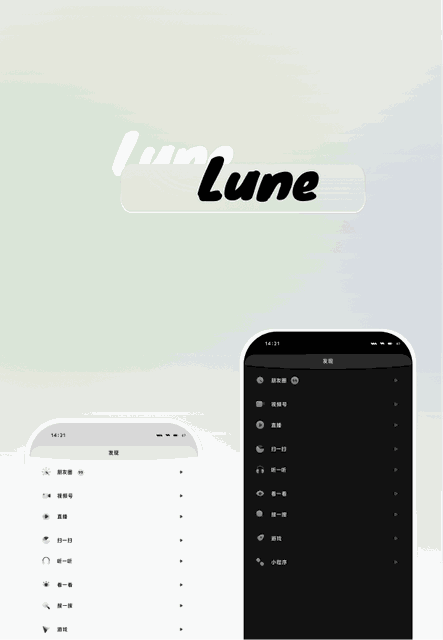 Lune
Lune
14:21
发现
朋友圈
视频号
直播
扫一扫
听一听
看一看
搜一搜
游戏
14:21
发现
朋友圈
视频号
直播
扫一扫
听一听
看一看
搜一搜
游戏
小程序